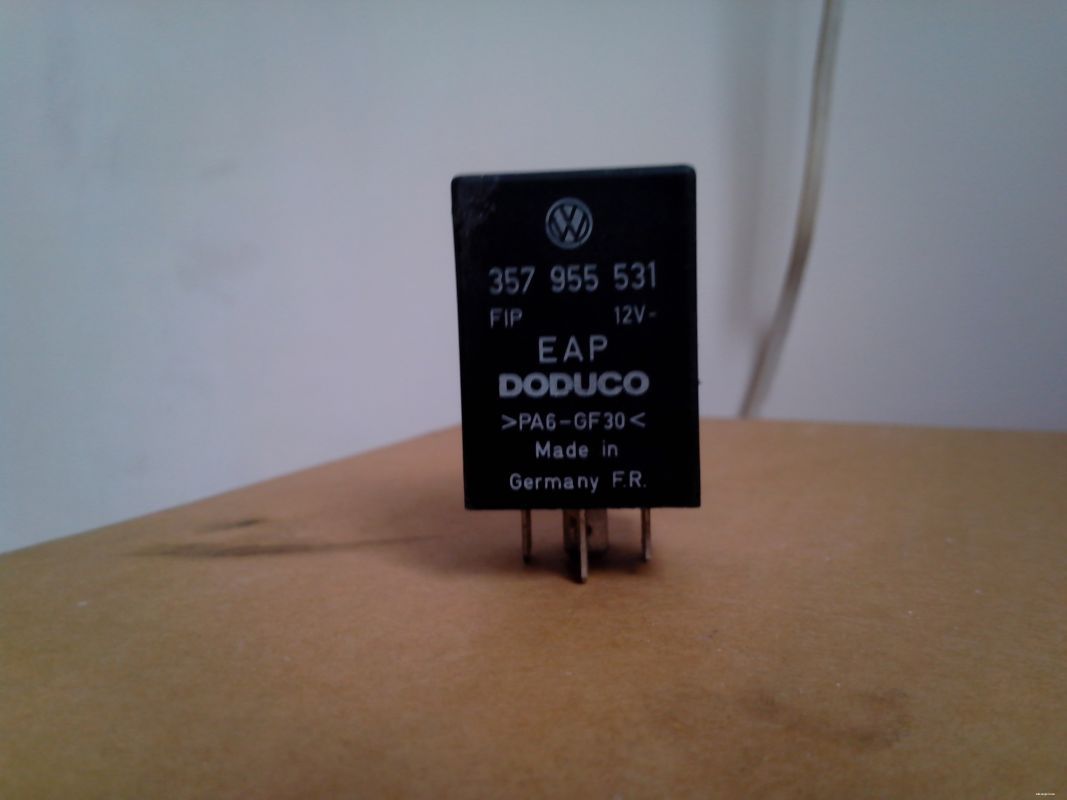 357 955 531
FIP 12V-
EAP
DODUCO
>PA6-GF30<
Made in
Germany F.R.